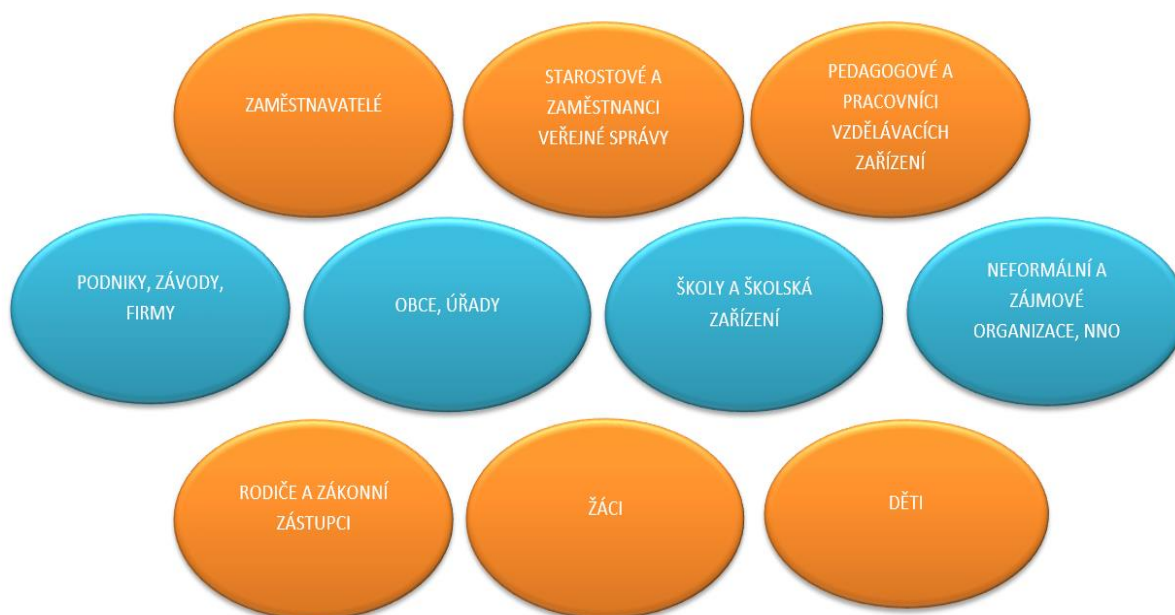 ZAMĚSTNAVATELÉ
STAROSTOVÉ A
ZAMĚSTNANCI
VEŘEJNÉ SPRÁVY
PEDAGOGOVÉ A
PRACOVNÍCI
VZDĚLÁVACÍCH
ZAŘÍZENÍ
PODNIKY, ZÁVODY,
FIRMY
OBCE, ÚŘADY
ŠKOLY A ŠKOLSKÁ
ZAŘÍZENÍ
NEFORMÁLNÍ A
ZÁJMOVÉ
ORGANIZACE, NNO
RODIČE A ZÁKONNÍ
ZÁSTUPCI
ŽÁCI
DĚTI